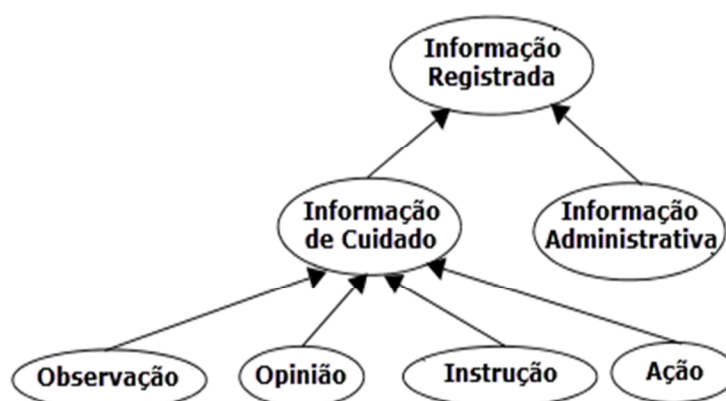 Informação
Registrada
Informação
de Cuidado
Informação
Administrativa
Observação
Opinião
Instrução
Ação